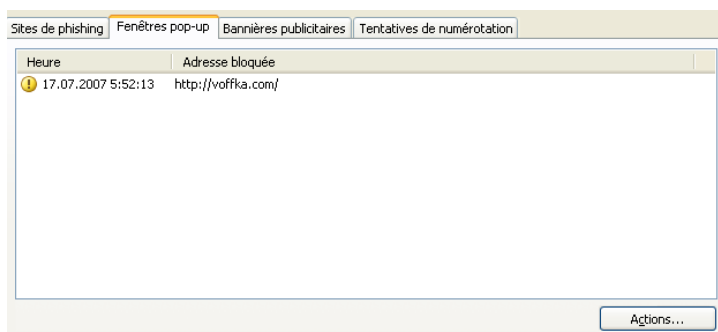 Sites de phishing Fenêtres pop-up Bannières publicitaires Tentatives de numérotation
Heure Adresse bloquée
17.07.2007 5:52:13 http://voffka.com/
Actions...